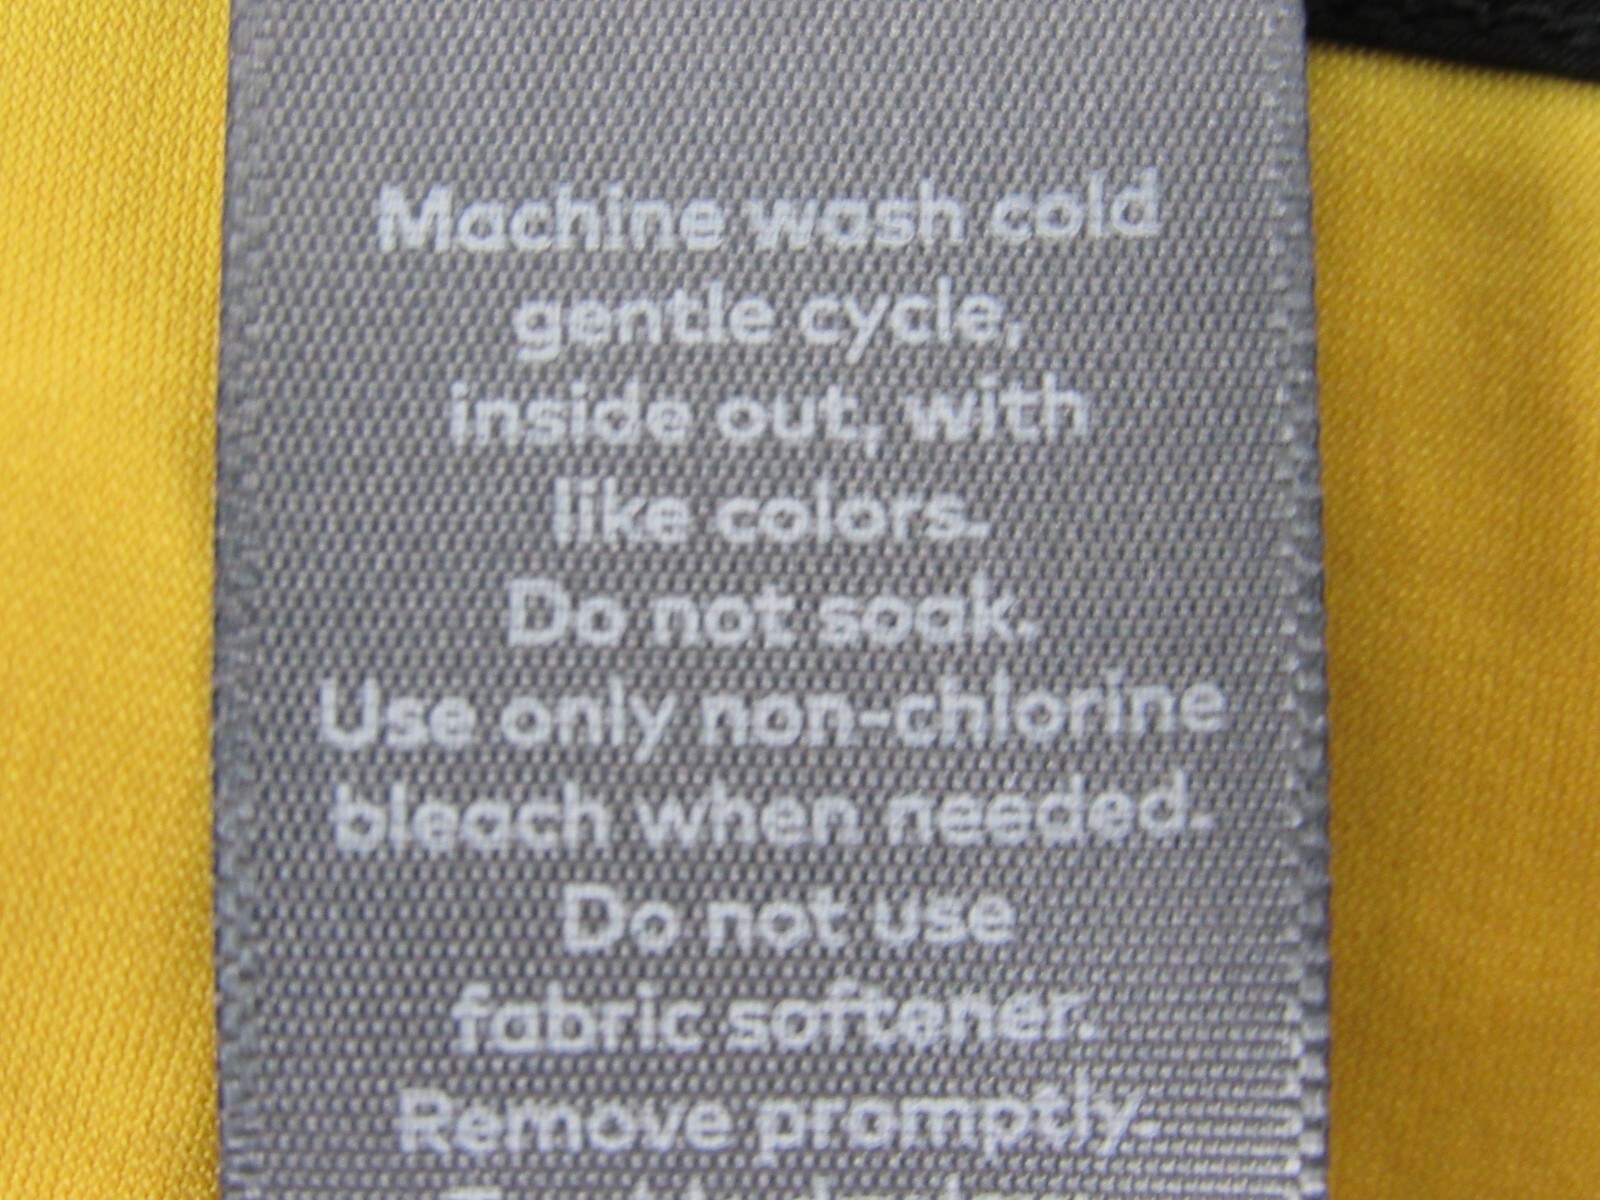 Machine wash cold
gentle cycle,
inside out, with
like colors.
Do not soak.
Use only non-chlorine
bleach when needed.
Do not use
fabric softener.
Remove promptly.